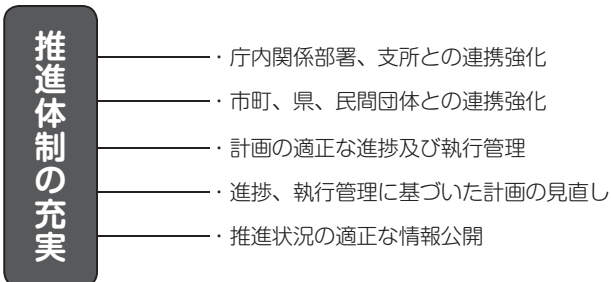 推進体制の充実
・庁内関係部署、支所との連携強化
・市町、県、民間団体との連携強化
・計画の適正な進捗及び執行管理
・進捗、執行管理に基づいた計画の見直し
・推進状況の適正な情報公開